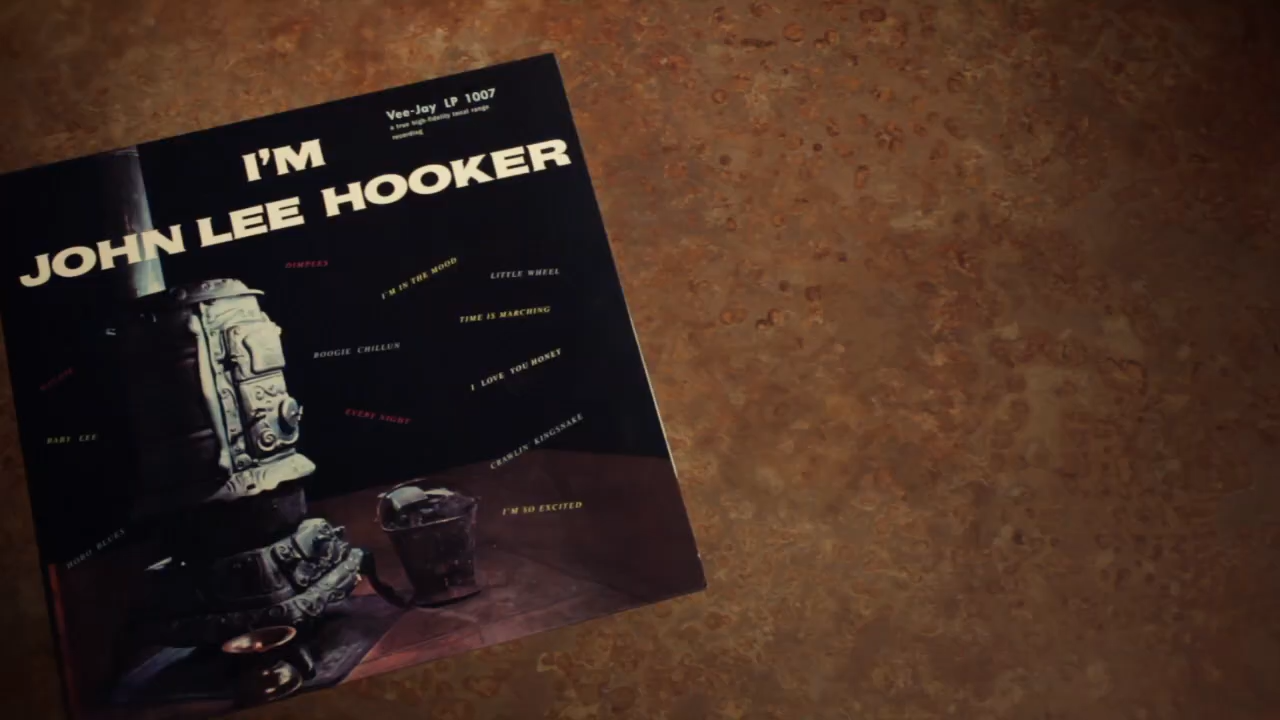 Vee-Jay LP 1007
a true high-fidelity tonal range
recording
I'M
JOHN LEE HOOKER
DIMPLES
I'M IN THE MOOD
LITTLE WHEEL
TIME IS MARCHING
BOOGIE CHILLUN
I LOVE YOU HONEY
EVERY NIGHT
BABY LEE
CRAWLIN' KINGSNAKE
I'M SO EXCITED
HOBO BLUES